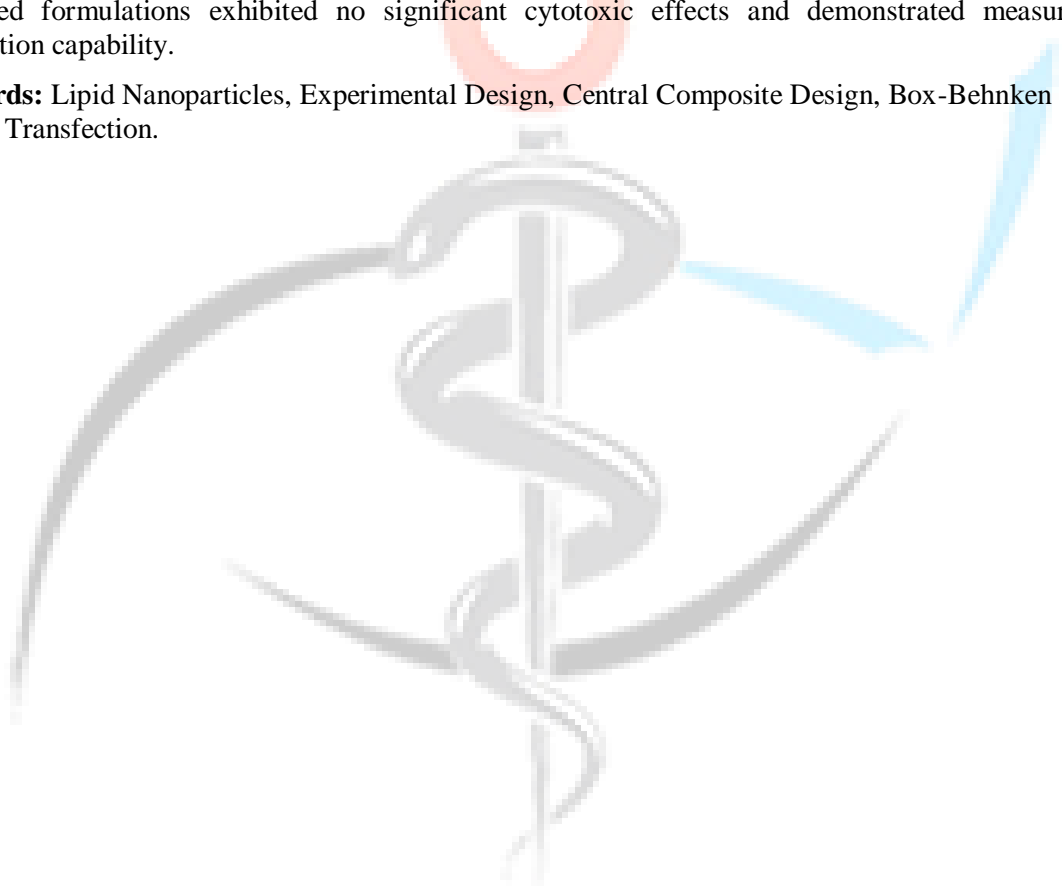 ed formulations exhibited no significant cytotoxic effects and demonstrated measu
tion capability.
rds: Lipid Nanoparticles, Experimental Design, Central Composite Design, Box-Behnken
Transfection.